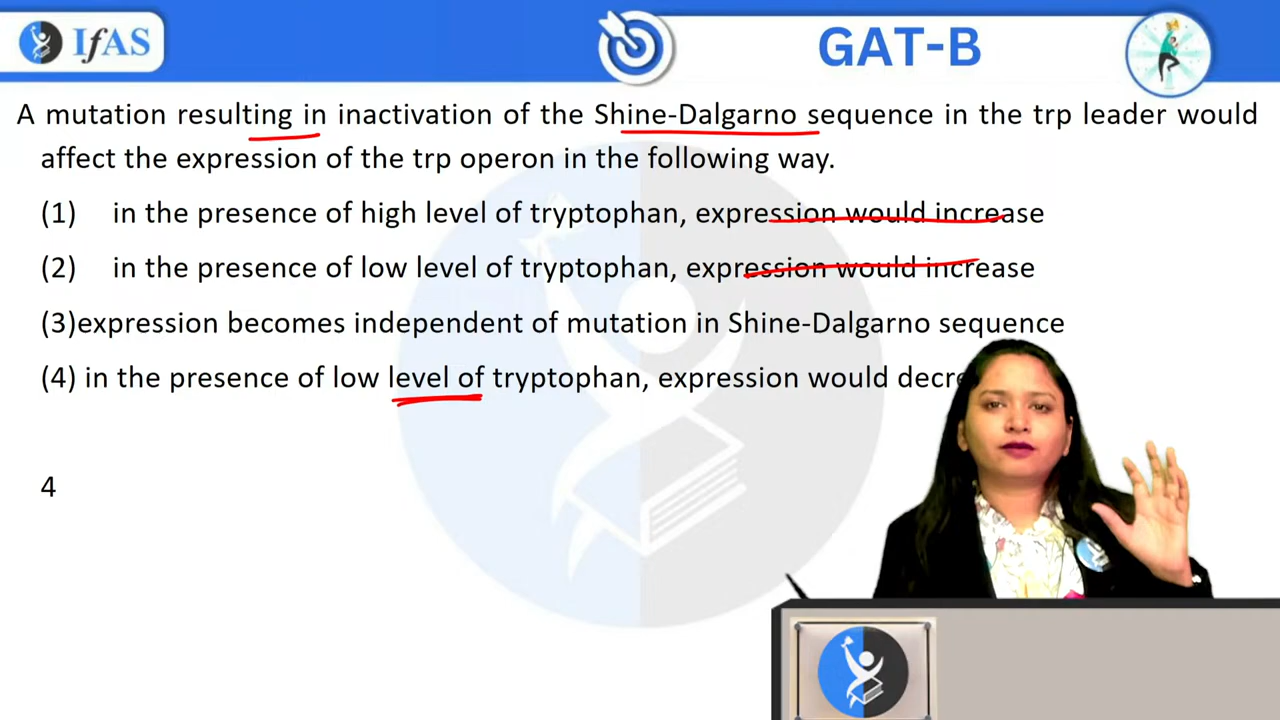 IfAS
GAT-B
A mutation resulting in inactivation of the Shine-Dalgarno sequence in the trp leader would
affect the expression of the trp operon in the following way.
(1) in the presence of high level of tryptophan, expression would increase
(2) in the presence of low level of tryptophan, expression would increase
(3)expression becomes independent of mutation in Shine-Dalgarno sequence
(4) in the presence of low level of tryptophan, expression would
4